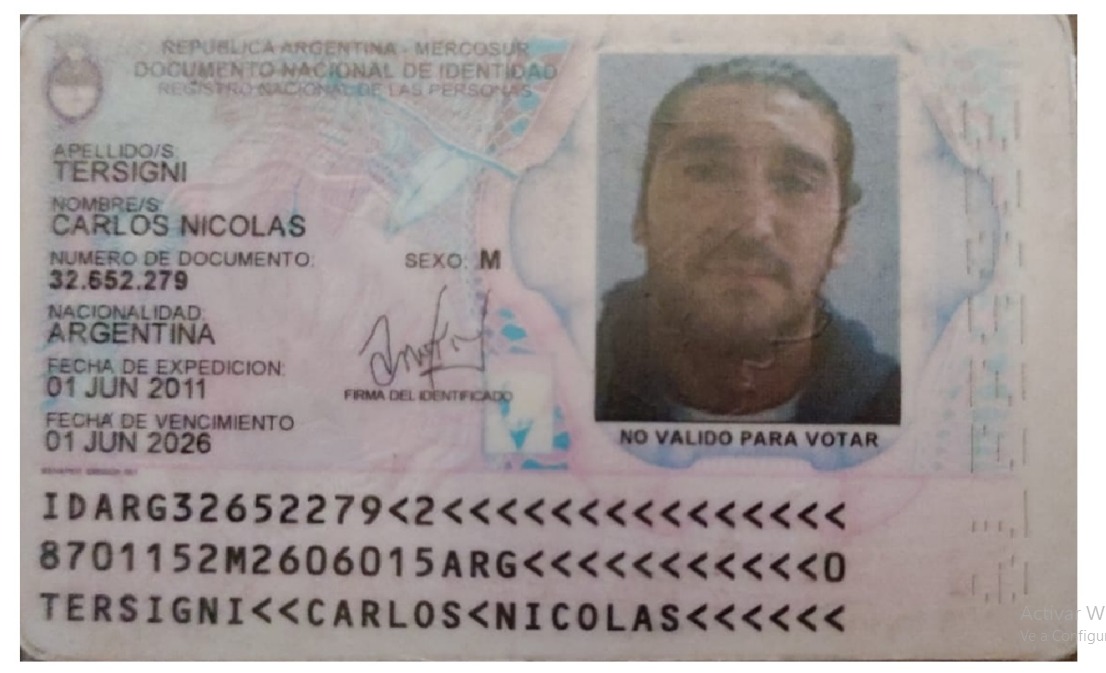 REPUBLICA ARGENTINA - MERCOSUR
DOCUMENTO NACIONAL DE IDENTIDAD
REGISTRO NACIONAL DE LAS PERSONAS
APELLIDO/S
TERSIGNI
NOMBRE/S:
CARLOS NICOLAS
NUMERO DE DOCUMENTO: SEXO: M
32.652.279
NACIONALIDAD:
ARGENTINA
FECHA DE EXPEDICION:
01 JUN 2011
FIRMA DEL IDENTIFICADO
FECHA DE VENCIMIENTO
01 JUN 2026
NO VALIDO PARA VOTAR
IDARG32652279<2<<<<<<<<<<<<<<<
8701152M2606015ARG<<<<<<<<<<<0
TERSIGNI<<CARLOS<NICOLAS<<<<<<
Activar W
Ve a Configu